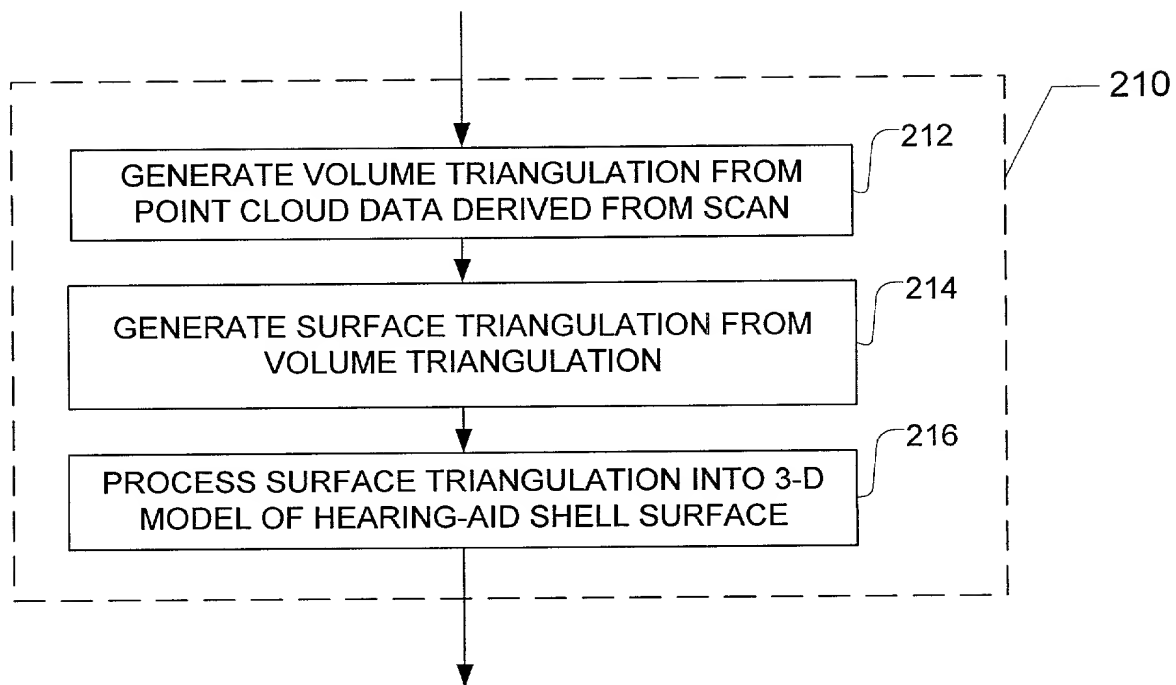 210
212
GENERATE VOLUME TRIANGULATION FROM
POINT CLOUD DATA DERIVED FROM SCAN
214
GENERATE SURFACE TRIANGULATION FROM
VOLUME TRIANGULATION
216
PROCESS SURFACE TRIANGULATION INTO 3-D
MODEL OF HEARING-AID SHELL SURFACE